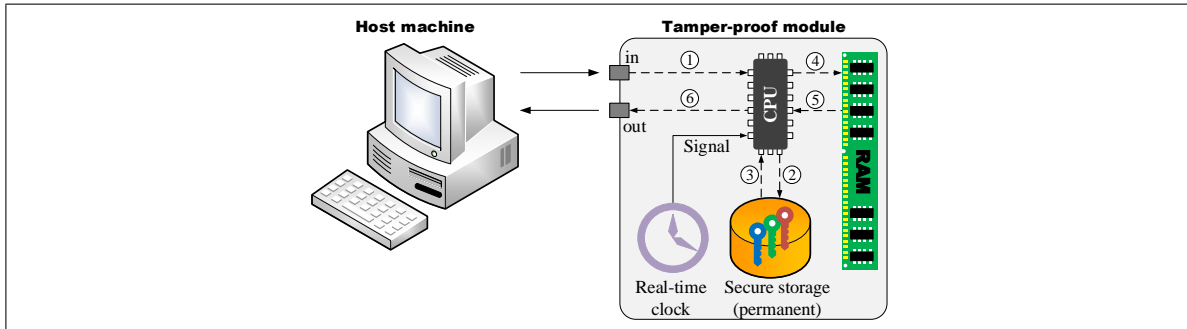 Host machine
Tamper-proof module
in
①
④
⑥
⑤
out
CPU
Signal
③
②
RAM
Real-time
clock
Secure storage
(permanent)